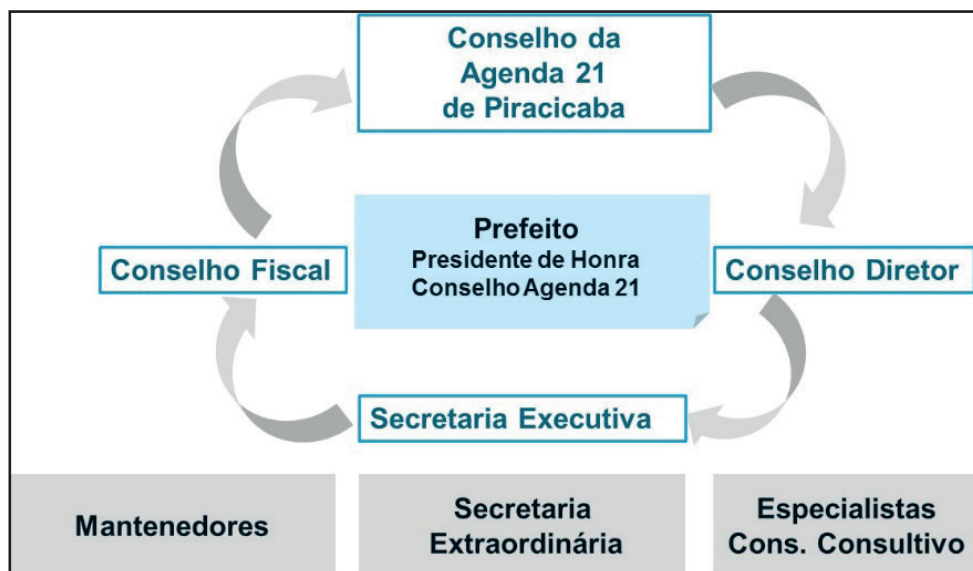 Conselho da
Agenda 21
de Piracicaba
Prefeito
Presidente de Honra
Conselho Agenda 21
Conselho Fiscal
Conselho Diretor
Secretaria Executiva
Mantenedores
Secretaria
Extraordinária
Especialistas
Cons. Consultivo